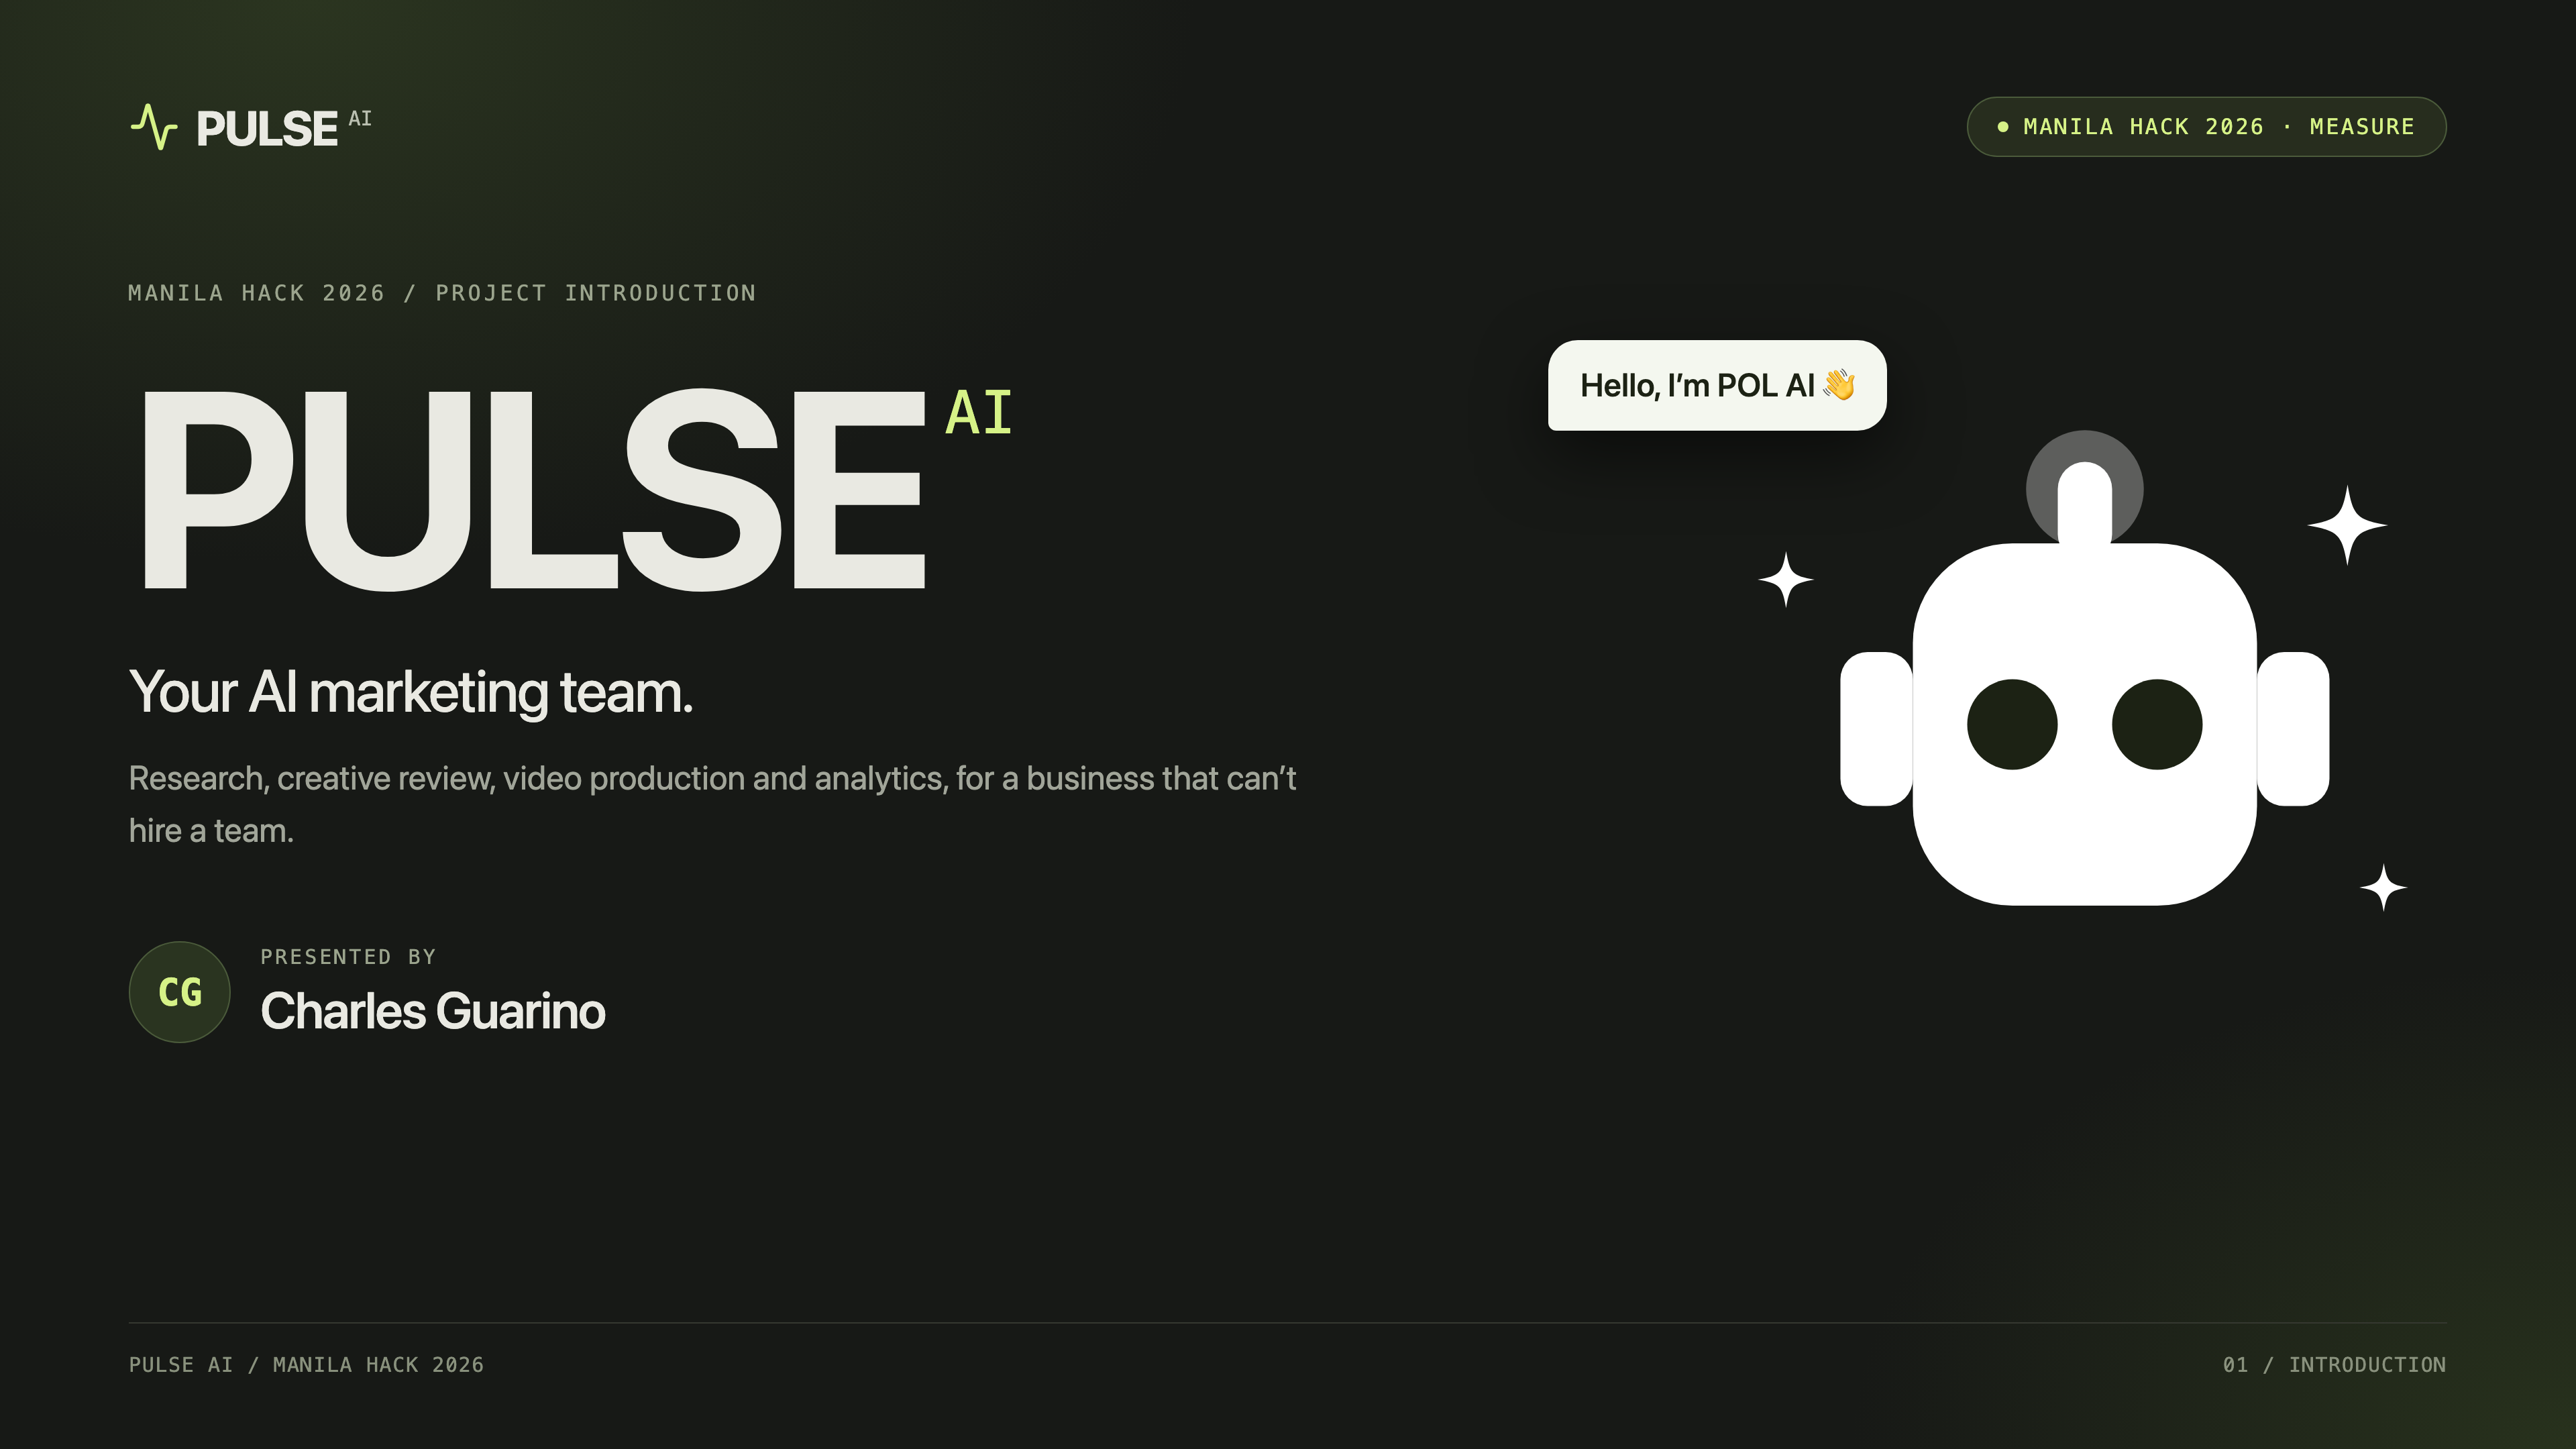 PULSE AI
MANILA HACK 2026 · MEASURE
MANILA HACK 2026 / PROJECT INTRODUCTION
PULSE AI
Hello, I’m POL AI 👋
Your AI marketing team.
Research, creative review, video production and analytics, for a business that can’t
hire a team.
CG
PRESENTED BY
Charles Guarino
PULSE AI / MANILA HACK 2026
01 / INTRODUCTION